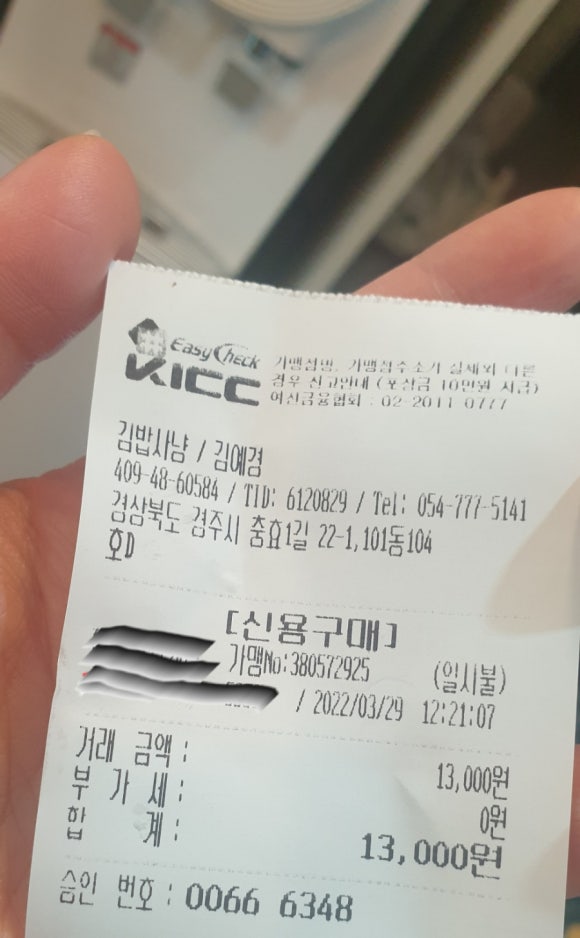 EasyCheck
KICC
가맹점명, 가맹점주소가 실제와 다른
경우 신고안내 (포상금 10만원 지급)
여신금융협회 : 02-2011-0777
김밥사냥 / 김예경
409-48-60584 / TID: 6120829 / Tel: 054-777-5141
경상북도 경주시 충효1길 22-1,101동104
호D
[신용구매]
가맹No:380572925 (일시불)
/ 2022/03/29 12:21:07
거래 금액 : 13,000원
부 가 세 : 0원
합 계 : 13,000원
승인 번호 : 0066 6348